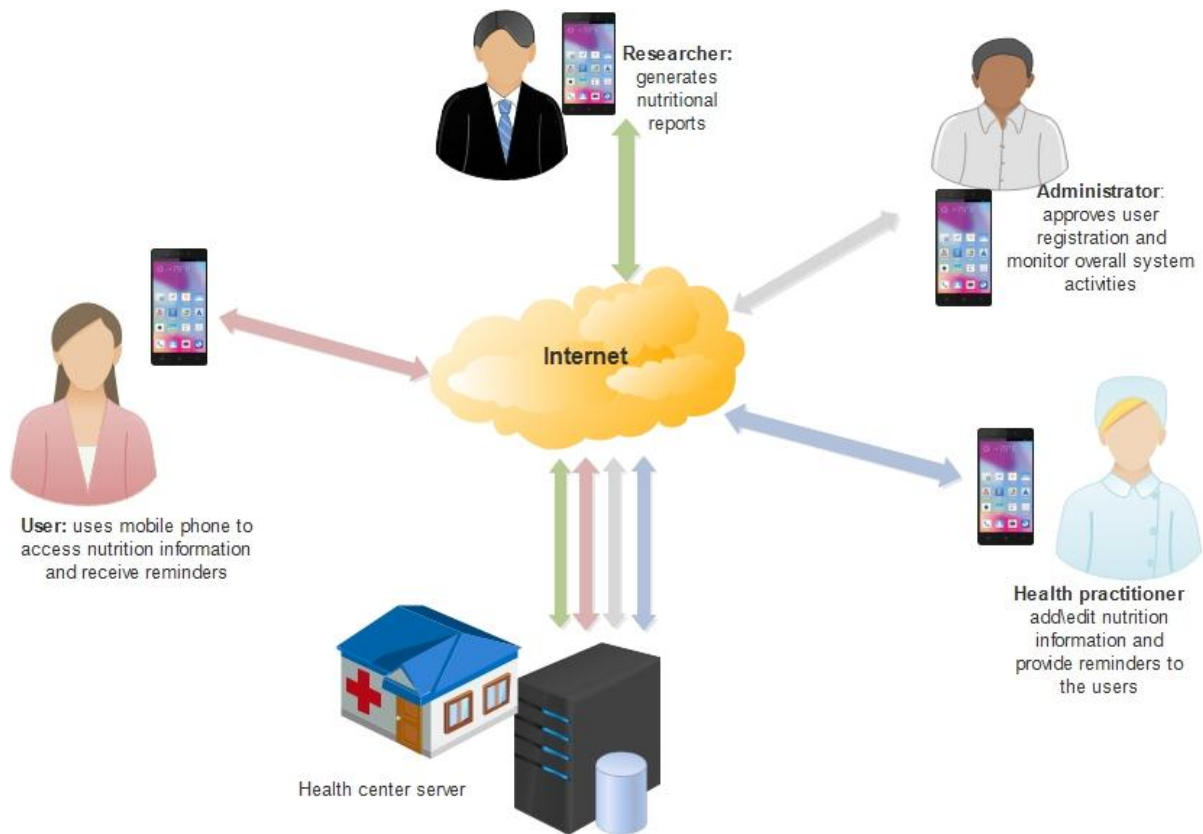 Researcher:
generates
nutritional
reports
Administrator:
approves user
registration and
monitor overall system
activities
Internet
User: uses mobile phone to
access nutrition information
and receive reminders
Health practitioner
add\edit nutrition
information and
provide reminders to
the users
Health center server